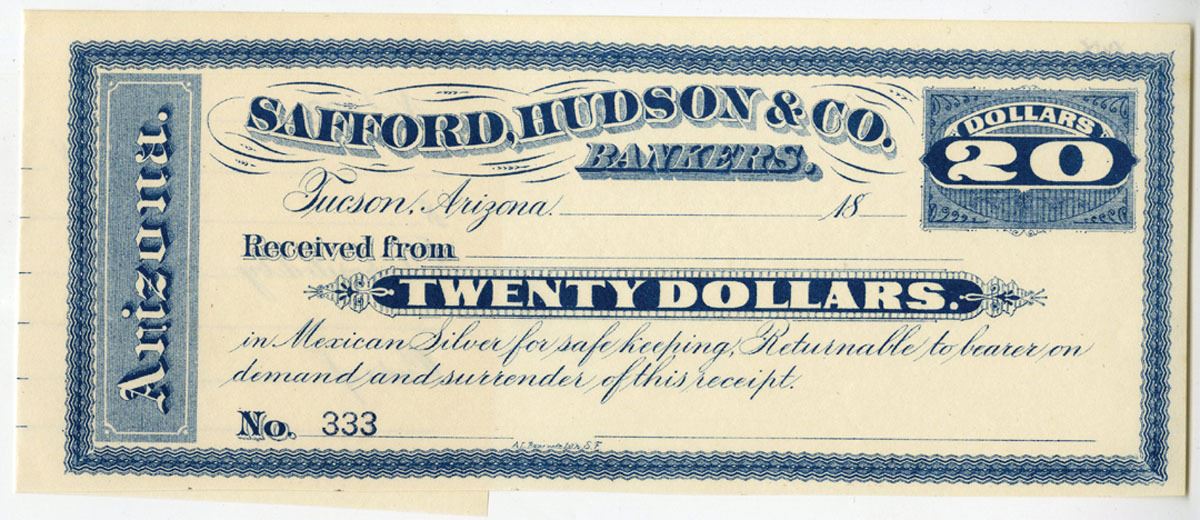 Arizona.
SAFFORD, HUDSON & CO.
BANKERS.
DOLLARS
20
Tucson, Arizona. 18
Received from
TWENTY DOLLARS.
in Mexican Silver for safe keeping, Returnable to bearer on
demand and surrender of this receipt.
No. 333